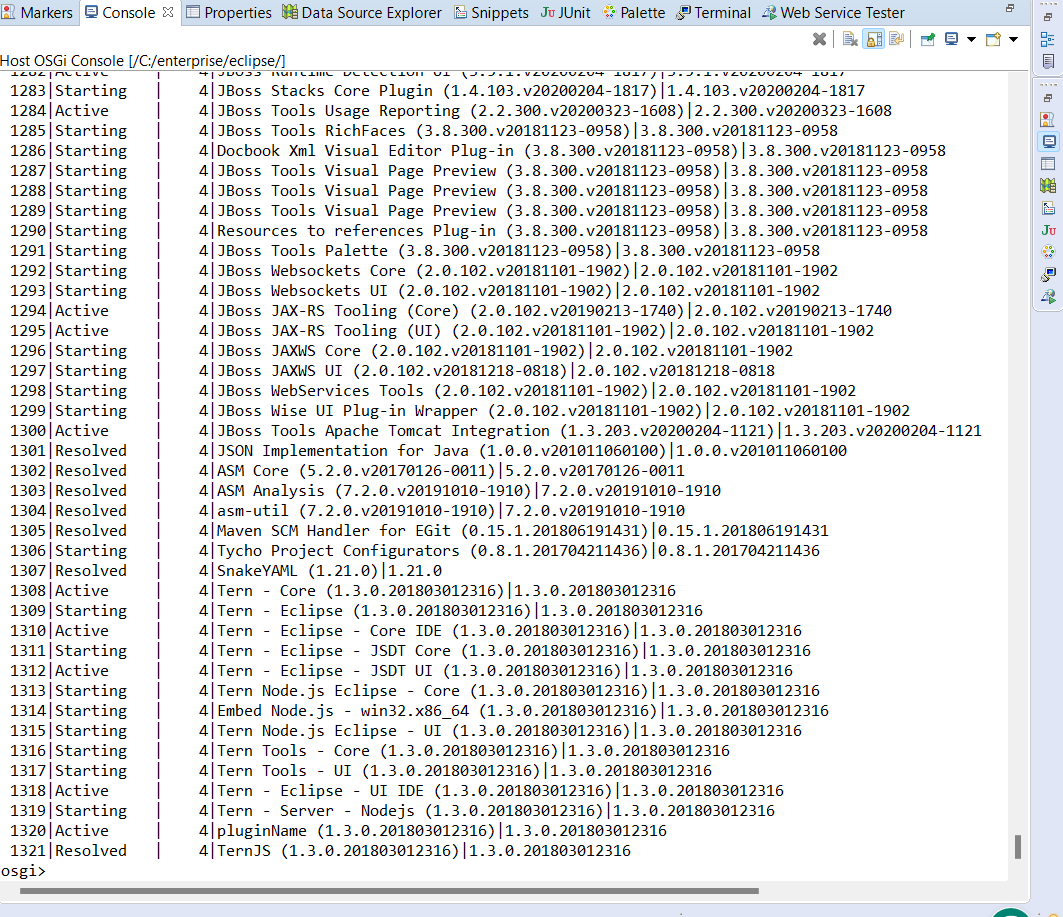 Markers Console Properties Data Source Explorer Snippets JUnit Palette Terminal Web Service Tester
Host OSGi Console [/C:/enterprise/eclipse/]
1282|Active     |    4|JBoss Runtime Detection UI (3.5.1.v20200204-1817)|3.5.1.v20200204-1817
1283|Starting   |    4|JBoss Stacks Core Plugin (1.4.103.v20200204-1817)|1.4.103.v20200204-1817
1284|Active     |    4|JBoss Tools Usage Reporting (2.2.300.v20200323-1608)|2.2.300.v20200323-1608
1285|Starting   |    4|JBoss Tools RichFaces (3.8.300.v20181123-0958)|3.8.300.v20181123-0958
1286|Starting   |    4|Docbook Xml Visual Editor Plug-in (3.8.300.v20181123-0958)|3.8.300.v20181123-0958
1287|Starting   |    4|JBoss Tools Visual Page Preview (3.8.300.v20181123-0958)|3.8.300.v20181123-0958
1288|Starting   |    4|JBoss Tools Visual Page Preview (3.8.300.v20181123-0958)|3.8.300.v20181123-0958
1289|Starting   |    4|JBoss Tools Visual Page Preview (3.8.300.v20181123-0958)|3.8.300.v20181123-0958
1290|Starting   |    4|Resources to references Plug-in (3.8.300.v20181123-0958)|3.8.300.v20181123-0958
1291|Starting   |    4|JBoss Tools Palette (3.8.300.v20181123-0958)|3.8.300.v20181123-0958
1292|Starting   |    4|JBoss Websockets Core (2.0.102.v20181101-1902)|2.0.102.v20181101-1902
1293|Starting   |    4|JBoss Websockets UI (2.0.102.v20181101-1902)|2.0.102.v20181101-1902
1294|Active     |    4|JBoss JAX-RS Tooling (Core) (2.0.102.v20190213-1740)|2.0.102.v20190213-1740
1295|Active     |    4|JBoss JAX-RS Tooling (UI) (2.0.102.v20181101-1902)|2.0.102.v20181101-1902
1296|Starting   |    4|JBoss JAXWS Core (2.0.102.v20181101-1902)|2.0.102.v20181101-1902
1297|Starting   |    4|JBoss JAXWS UI (2.0.102.v20181218-0818)|2.0.102.v20181218-0818
1298|Starting   |    4|JBoss WebServices Tools (2.0.102.v20181101-1902)|2.0.102.v20181101-1902
1299|Starting   |    4|JBoss Wise UI Plug-in Wrapper (2.0.102.v20181101-1902)|2.0.102.v20181101-1902
1300|Active     |    4|JBoss Tools Apache Tomcat Integration (1.3.203.v20200204-1121)|1.3.203.v20200204-1121
1301|Resolved   |    4|JSON Implementation for Java (1.0.0.v201011060100)|1.0.0.v201011060100
1302|Resolved   |    4|ASM Core (5.2.0.v20170126-0011)|5.2.0.v20170126-0011
1303|Resolved   |    4|ASM Analysis (7.2.0.v20191010-1910)|7.2.0.v20191010-1910
1304|Resolved   |    4|asm-util (7.2.0.v20191010-1910)|7.2.0.v20191010-1910
1305|Resolved   |    4|Maven SCM Handler for EGit (0.15.1.201806191431)|0.15.1.201806191431
1306|Starting   |    4|Tycho Project Configurators (0.8.1.201704211436)|0.8.1.201704211436
1307|Resolved   |    4|SnakeYAML (1.21.0)|1.21.0
1308|Active     |    4|Tern - Core (1.3.0.201803012316)|1.3.0.201803012316
1309|Starting   |    4|Tern - Eclipse (1.3.0.201803012316)|1.3.0.201803012316
1310|Active     |    4|Tern - Eclipse - Core IDE (1.3.0.201803012316)|1.3.0.201803012316
1311|Starting   |    4|Tern - Eclipse - JSDT Core (1.3.0.201803012316)|1.3.0.201803012316
1312|Active     |    4|Tern - Eclipse - JSDT UI (1.3.0.201803012316)|1.3.0.201803012316
1313|Starting   |    4|Tern Node.js Eclipse - Core (1.3.0.201803012316)|1.3.0.201803012316
1314|Starting   |    4|Embed Node.js - win32.x86_64 (1.3.0.201803012316)|1.3.0.201803012316
1315|Starting   |    4|Tern Node.js Eclipse - UI (1.3.0.201803012316)|1.3.0.201803012316
1316|Starting   |    4|Tern Tools - Core (1.3.0.201803012316)|1.3.0.201803012316
1317|Starting   |    4|Tern Tools - UI (1.3.0.201803012316)|1.3.0.201803012316
1318|Active     |    4|Tern - Eclipse - UI IDE (1.3.0.201803012316)|1.3.0.201803012316
1319|Starting   |    4|Tern - Server - Nodejs (1.3.0.201803012316)|1.3.0.201803012316
1320|Active     |    4|pluginName (1.3.0.201803012316)|1.3.0.201803012316
1321|Resolved   |    4|TernJS (1.3.0.201803012316)|1.3.0.201803012316
osgi>